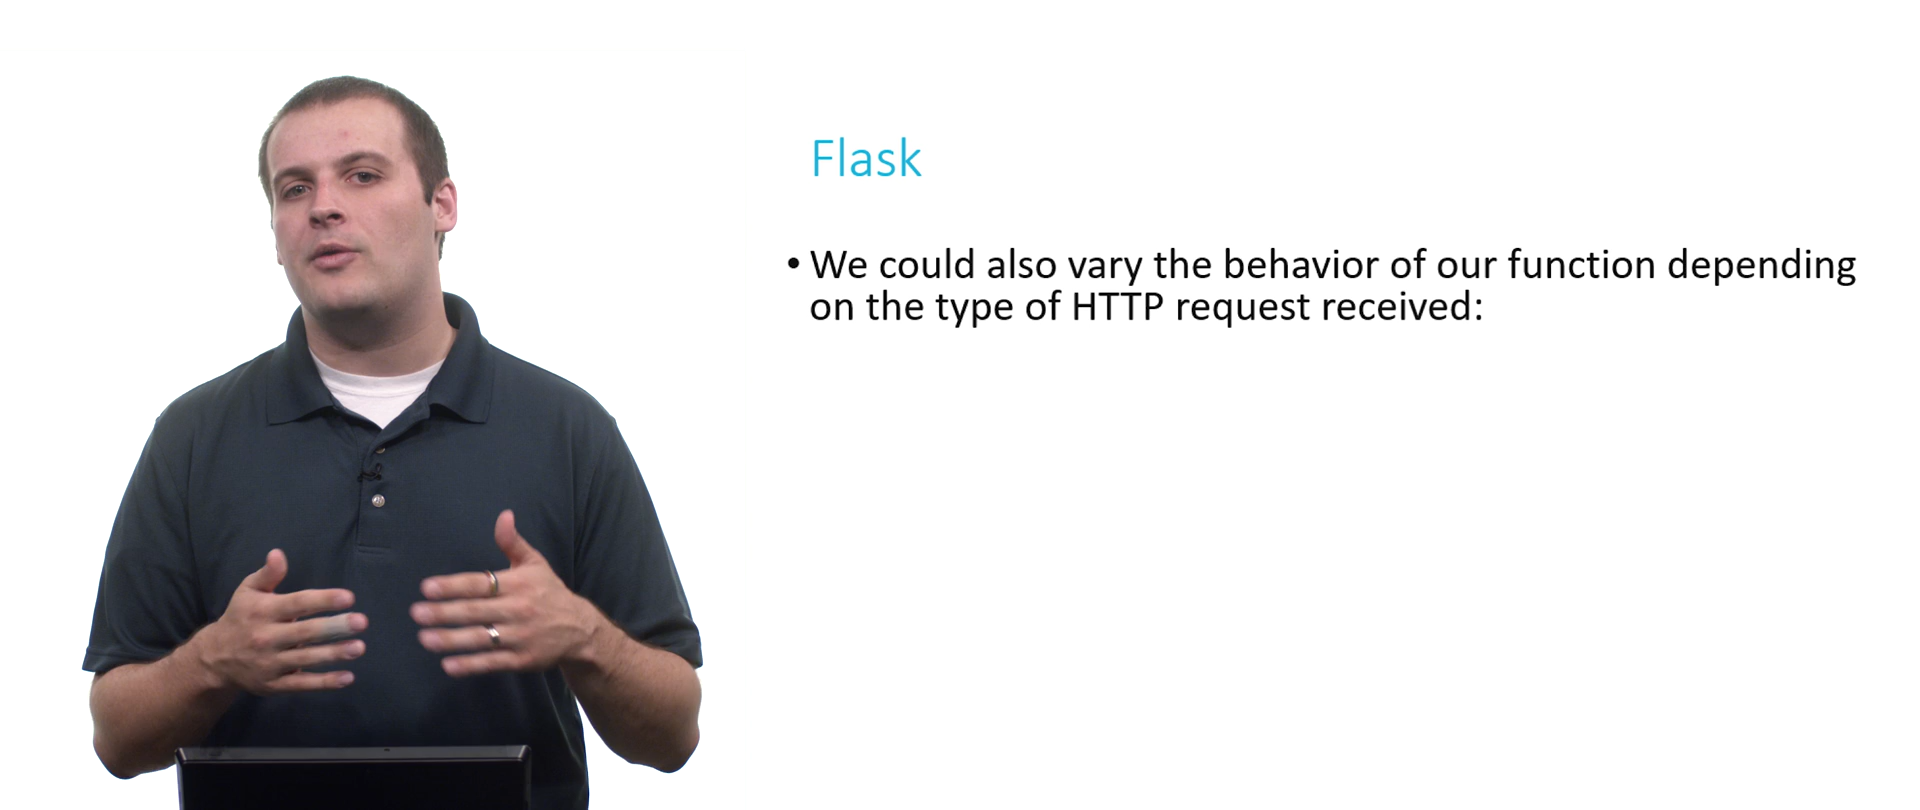 Flask
• We could also vary the behavior of our function depending
on the type of HTTP request received: